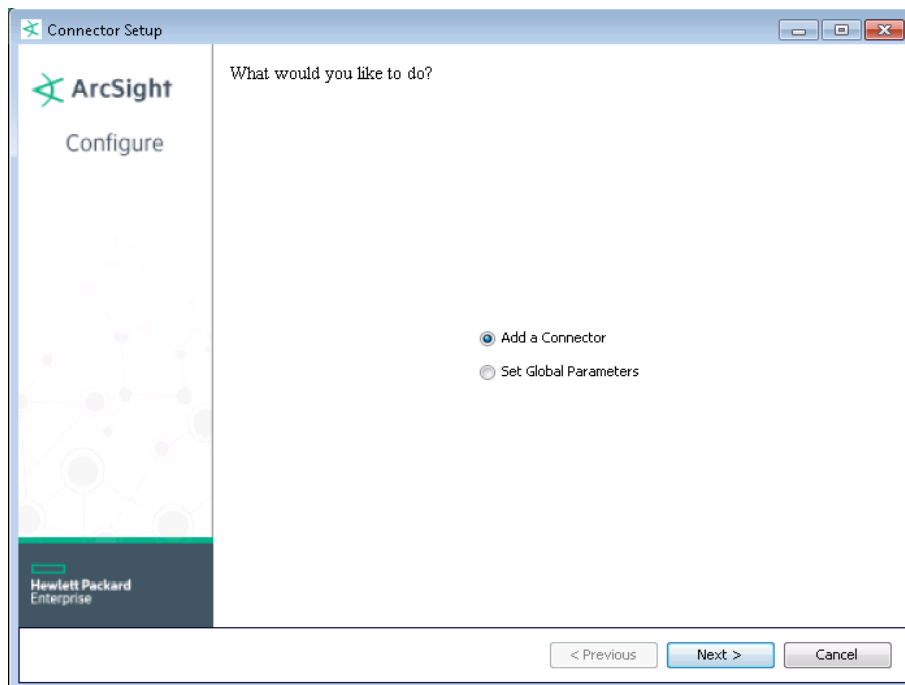 Connector Setup
ArcSight
Configure
What would you like to do?
Add a Connector
Set Global Parameters
Hewlett Packard
Enterprise
< Previous
Next >
Cancel